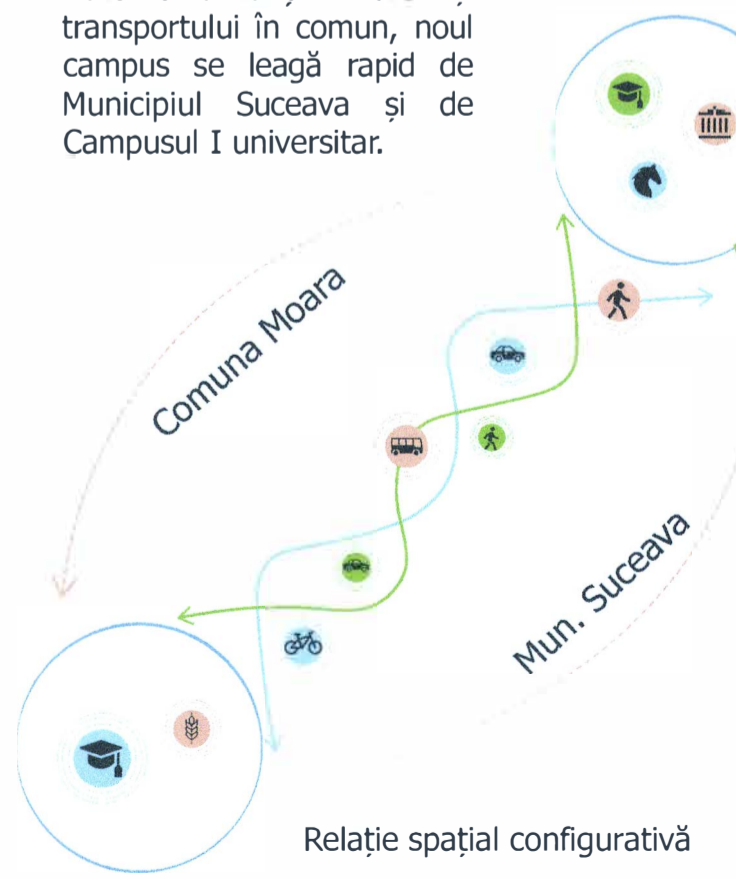 transportului în comun, noul
campus se leagă rapid de
Municipiul Suceava și de
Campusul I universitar.
Comuna Moara
Mun. Suceava
Relație spațial configurativă